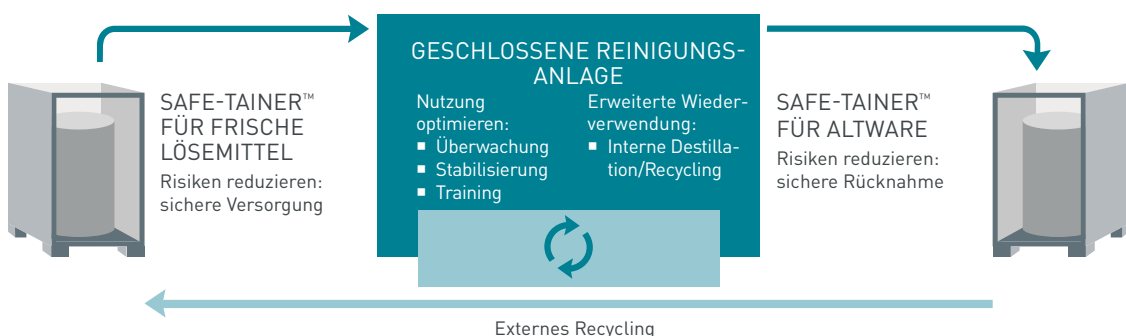 SAFE-TAINER™
FÜR FRISCHE
LÖSEMITTEL
Risiken reduzieren:
sichere Versorgung
GESCHLOSSENE REINIGUNGS-
ANLAGE
Nutzung
optimieren:
▪ Überwachung
▪ Stabilisierung
▪ Training
Erweiterte Wieder-
verwendung:
▪ Interne Destilla-
tion/Recycling
SAFE-TAINER™
FÜR ALTWARE
Risiken reduzieren:
sichere Rücknahme
Externes Recycling